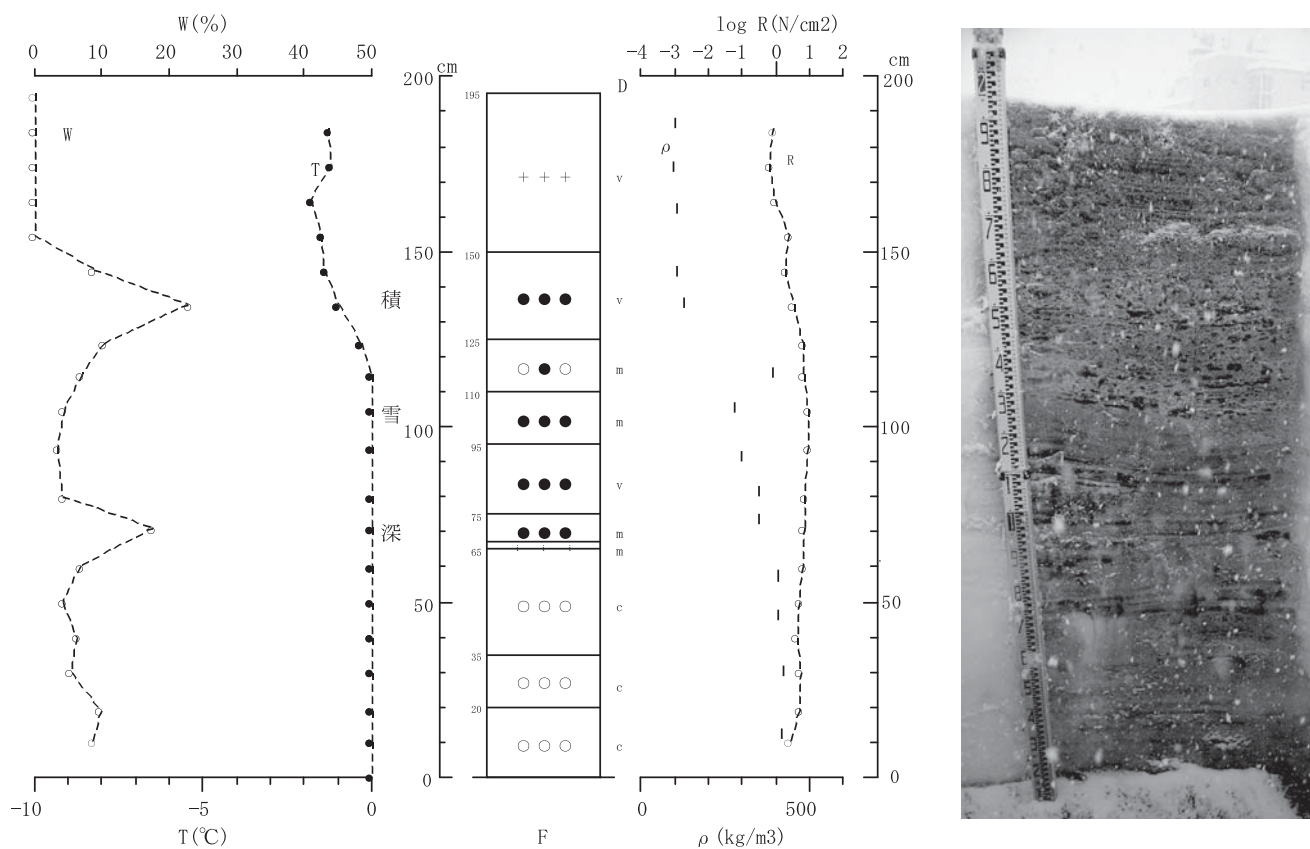 W(%)
0 10 20 30 40 50
log R(N/cm2)
-4 -3 -1 0 1 2
cm
cm
200
200
D
195
W
ρ
T
R
v
150
150
150
積
v
125
m
110
雪
100
100
m
95
v
75
深
m
65
m
50
50
c
35
c
20
c
0
0
-10 -5 0
0 500
T(℃)
F
ρ (kg/m3)